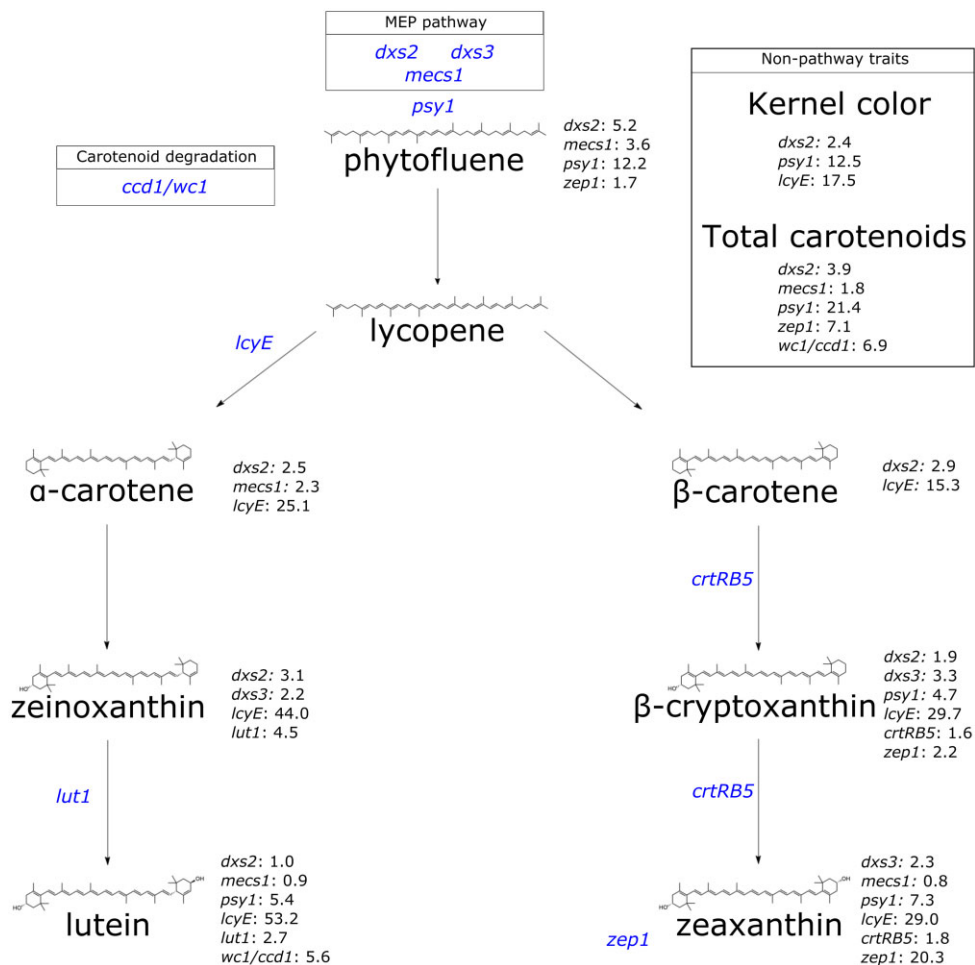 MEP pathway
dxs2 dxs3
mecs1
psy1
phytofluene
dxs2: 5.2
mecs1: 3.6
psy1: 12.2
zep1: 1.7
Carotenoid degradation
ccd1/wc1
Non-pathway traits
Kernel color
dxs2: 2.4
psy1: 12.5
lcyE: 17.5
Total carotenoids
dxs2: 3.9
mecs1: 1.8
psy1: 21.4
zep1: 7.1
wc1/ccd1: 6.9
lycopene
lcyE
α-carotene
dxs2: 2.5
mecs1: 2.3
lcyE: 25.1
β-carotene
dxs2: 2.9
lcyE: 15.3
crtRB5
HO
zeinoxanthin
dxs2: 3.1
dxs3: 2.2
lcyE: 44.0
lut1: 4.5
HO
β-cryptoxanthin
dxs2: 1.9
dxs3: 3.3
psy1: 4.7
lcyE: 29.7
crtRB5: 1.6
zep1: 2.2
lut1
crtRB5
OH
HO
lutein
dxs2: 1.0
mecs1: 0.9
psy1: 5.4
lcyE: 53.2
lut1: 2.7
wc1/ccd1: 5.6
zep1
OH
HO
zeaxanthin
dxs3: 2.3
mecs1: 0.8
psy1: 7.3
lcyE: 29.0
crtRB5: 1.8
zep1: 20.3